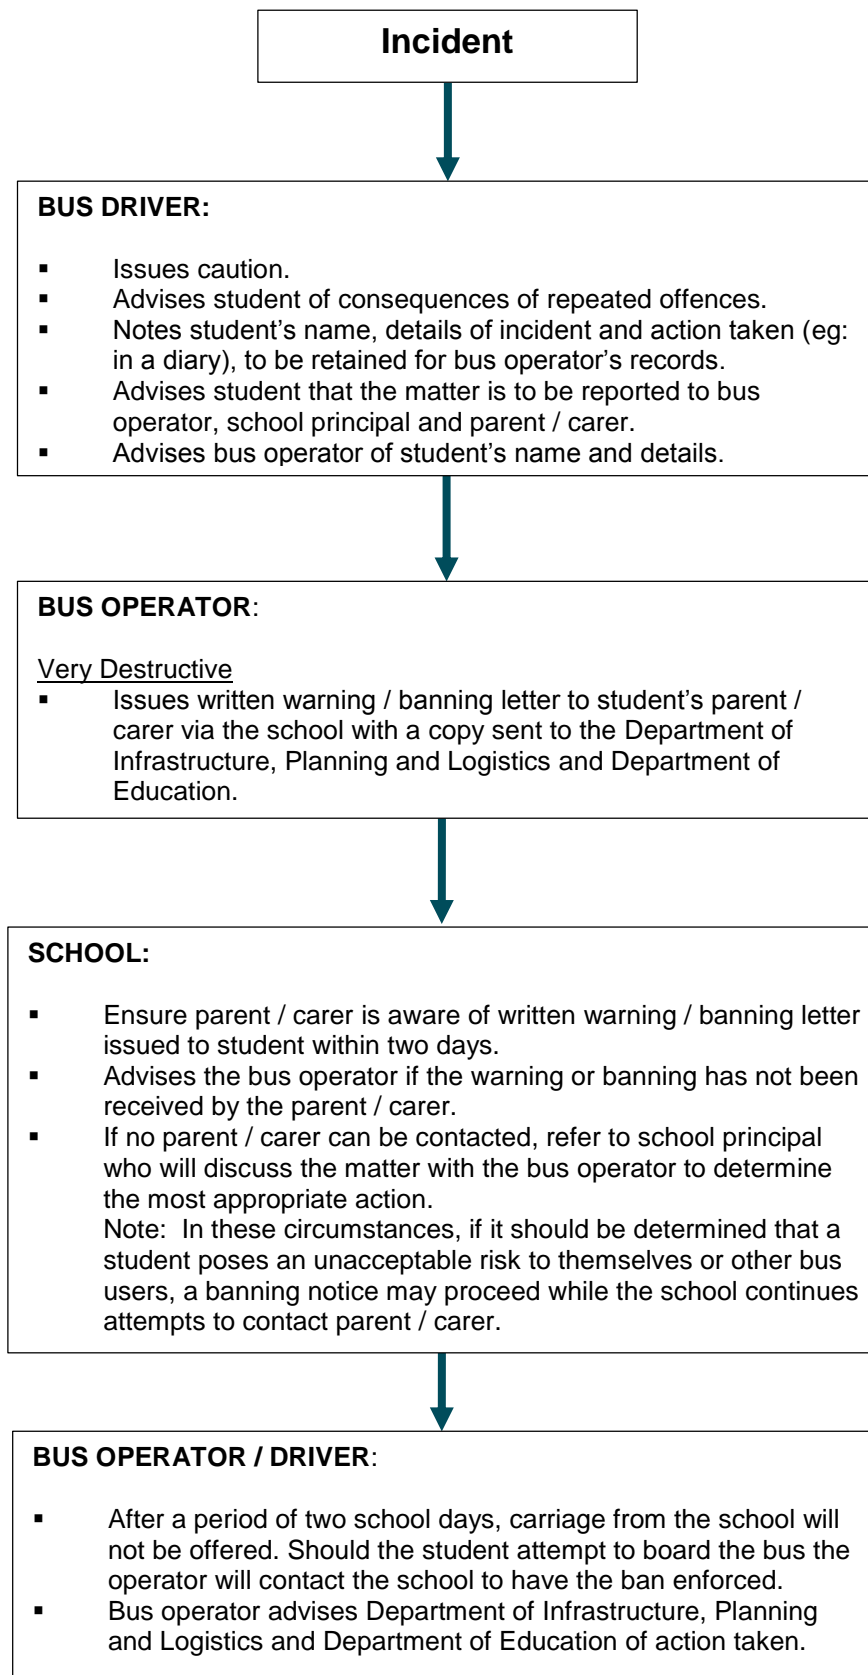 Incident
BUS DRIVER:
▪ Issues caution.
▪ Advises student of consequences of repeated offences.
▪ Notes student’s name, details of incident and action taken (eg:
in a diary), to be retained for bus operator’s records.
▪ Advises student that the matter is to be reported to bus
operator, school principal and parent / carer.
▪ Advises bus operator of student’s name and details.
BUS OPERATOR:
Very Destructive
▪ Issues written warning / banning letter to student’s parent /
carer via the school with a copy sent to the Department of
Infrastructure, Planning and Logistics and Department of
Education.
SCHOOL:
▪ Ensure parent / carer is aware of written warning / banning letter
issued to student within two days.
▪ Advises the bus operator if the warning or banning has not been
received by the parent / carer.
▪ If no parent / carer can be contacted, refer to school principal
who will discuss the matter with the bus operator to determine
the most appropriate action.
Note: In these circumstances, if it should be determined that a
student poses an unacceptable risk to themselves or other bus
users, a banning notice may proceed while the school continues
attempts to contact parent / carer.
BUS OPERATOR / DRIVER:
▪ After a period of two school days, carriage from the school will
not be offered. Should the student attempt to board the bus the
operator will contact the school to have the ban enforced.
▪ Bus operator advises Department of Infrastructure, Planning
and Logistics and Department of Education of action taken.